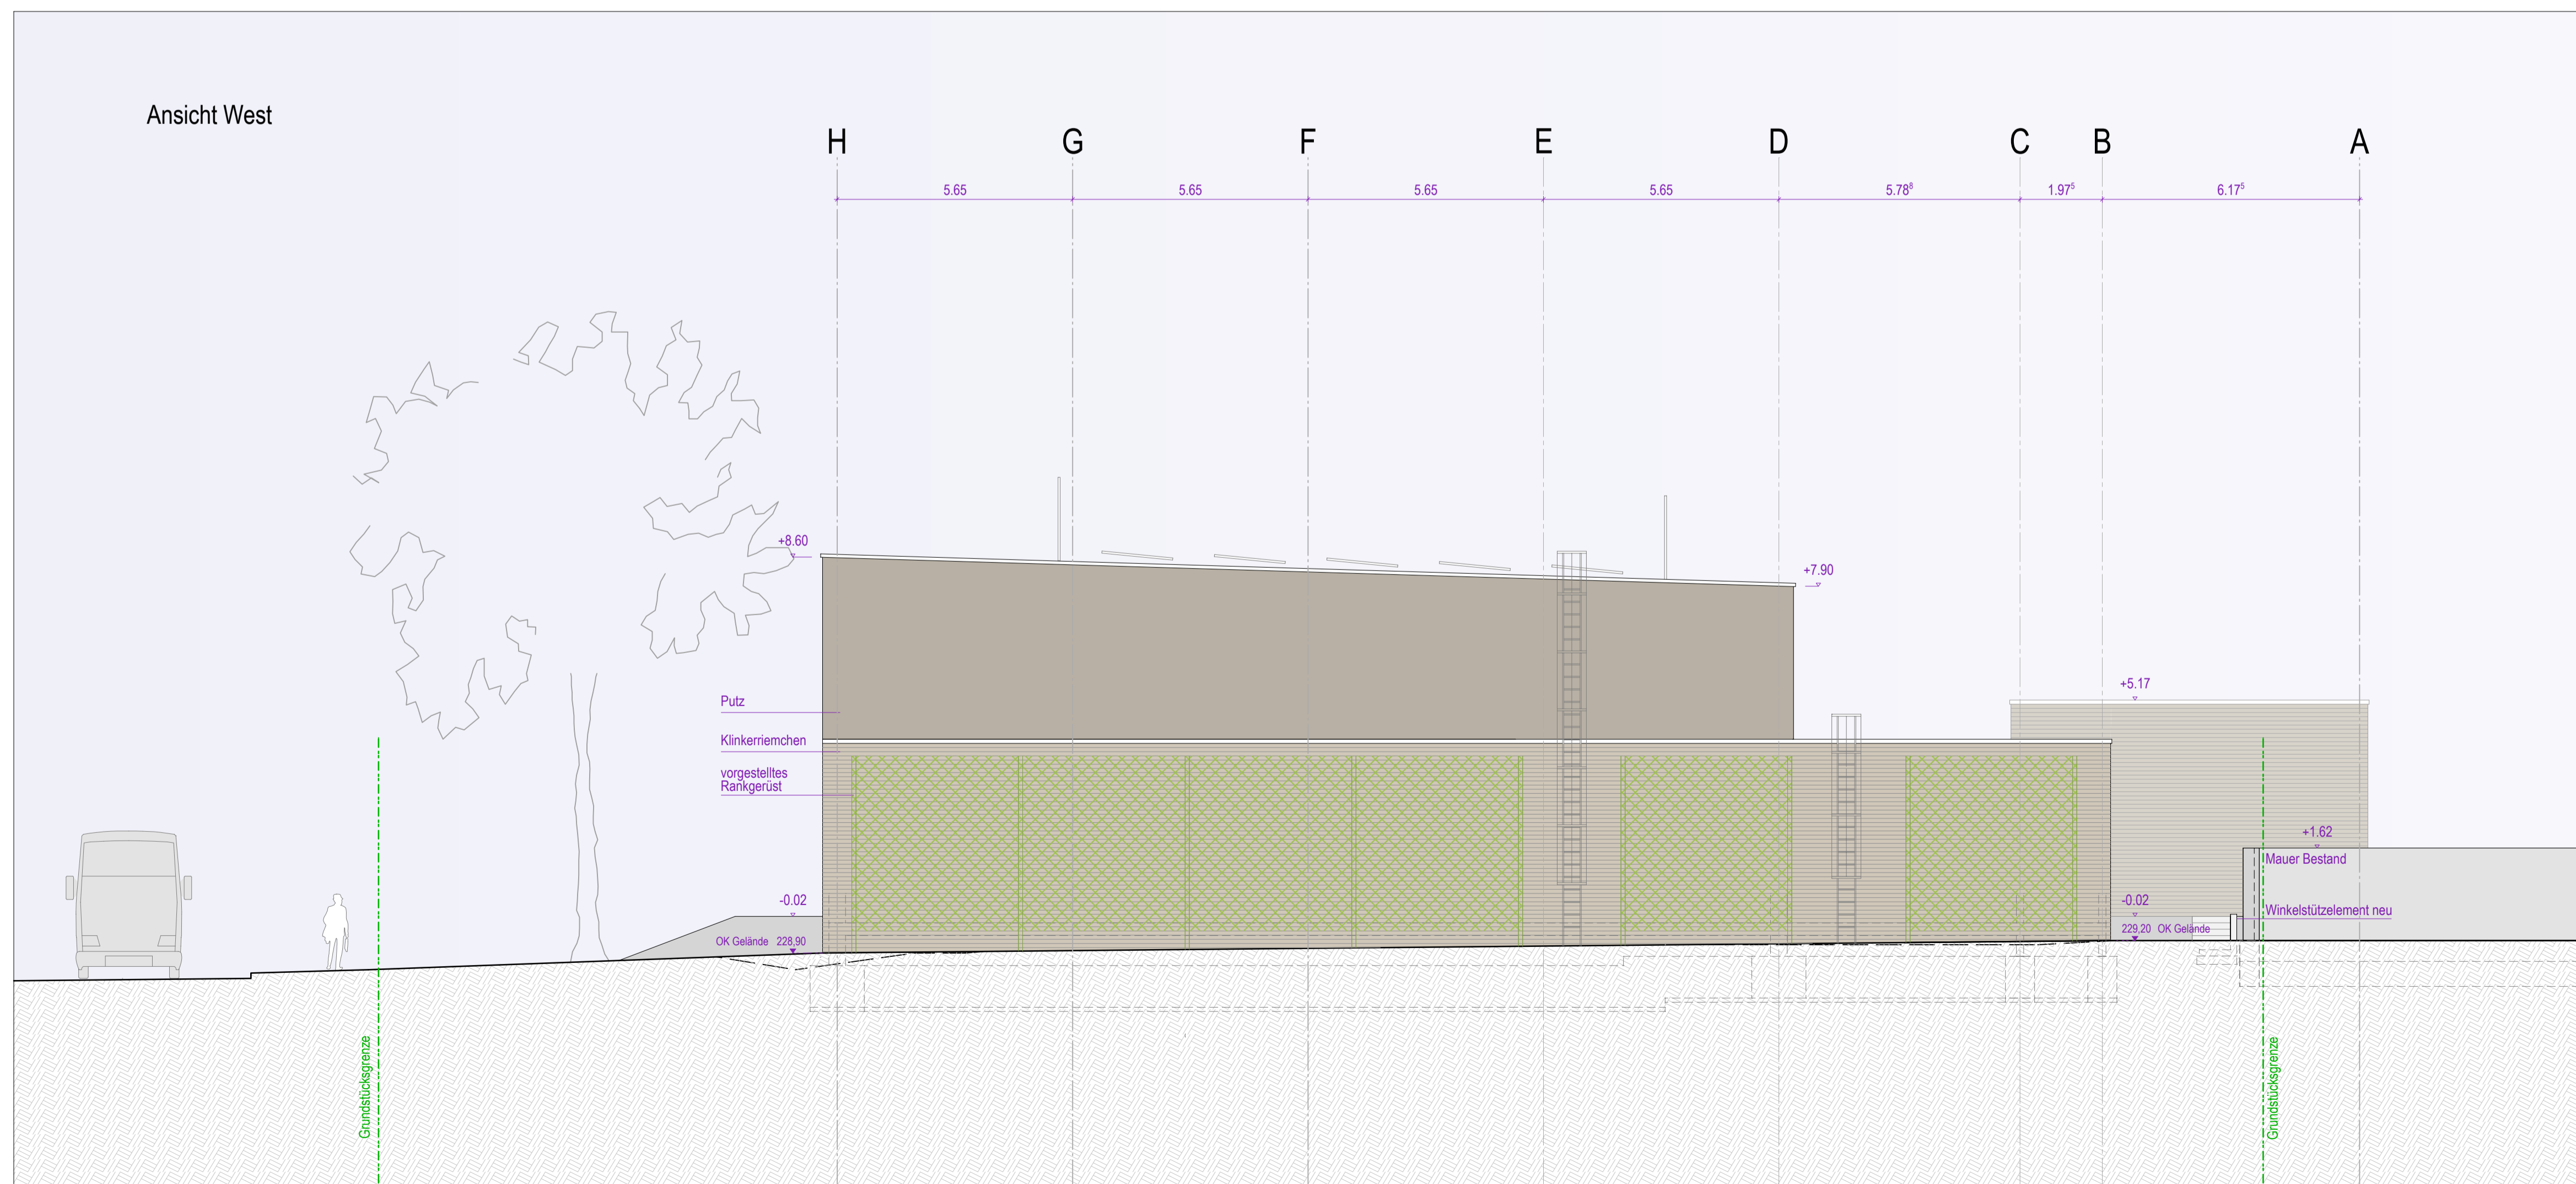 Ansicht West
H G F E D C B A
5.65 5.65 5.65 5.65 5.78⁸ 1.97⁵ 6.17⁵
+8.60
+7.90
Putz
+5.17
Klinkerriemchen
vorgestelltes
Rankgerüst
+1.62
Mauer Bestand
-0.02
-0.02
Winkelstützelement neu
OK Gelände 228,90
229,20 OK Gelände
Grundstücksgrenze
Grundstücksgrenze